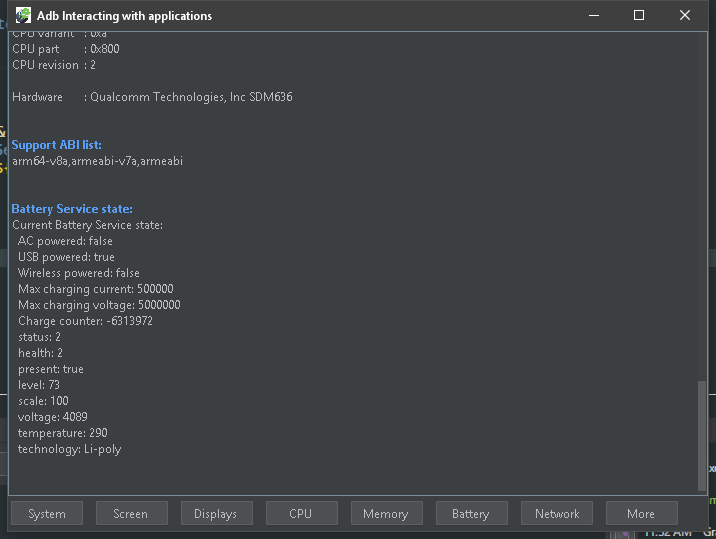 Adb Interacting with applications
CPU variant : 0xa
CPU part : 0x800
CPU revision : 2
Hardware : Qualcomm Technologies, Inc SDM636
Support ABI list:
arm64-v8a,armeabi-v7a,armeabi
Battery Service state:
Current Battery Service state:
AC powered: false
USB powered: true
Wireless powered: false
Max charging current: 500000
Max charging voltage: 5000000
Charge counter: -6313972
status: 2
health: 2
present: true
level: 73
scale: 100
voltage: 4089
temperature: 290
technology: Li-poly
System Screen Displays CPU Memory Battery Network More
11:52 AM